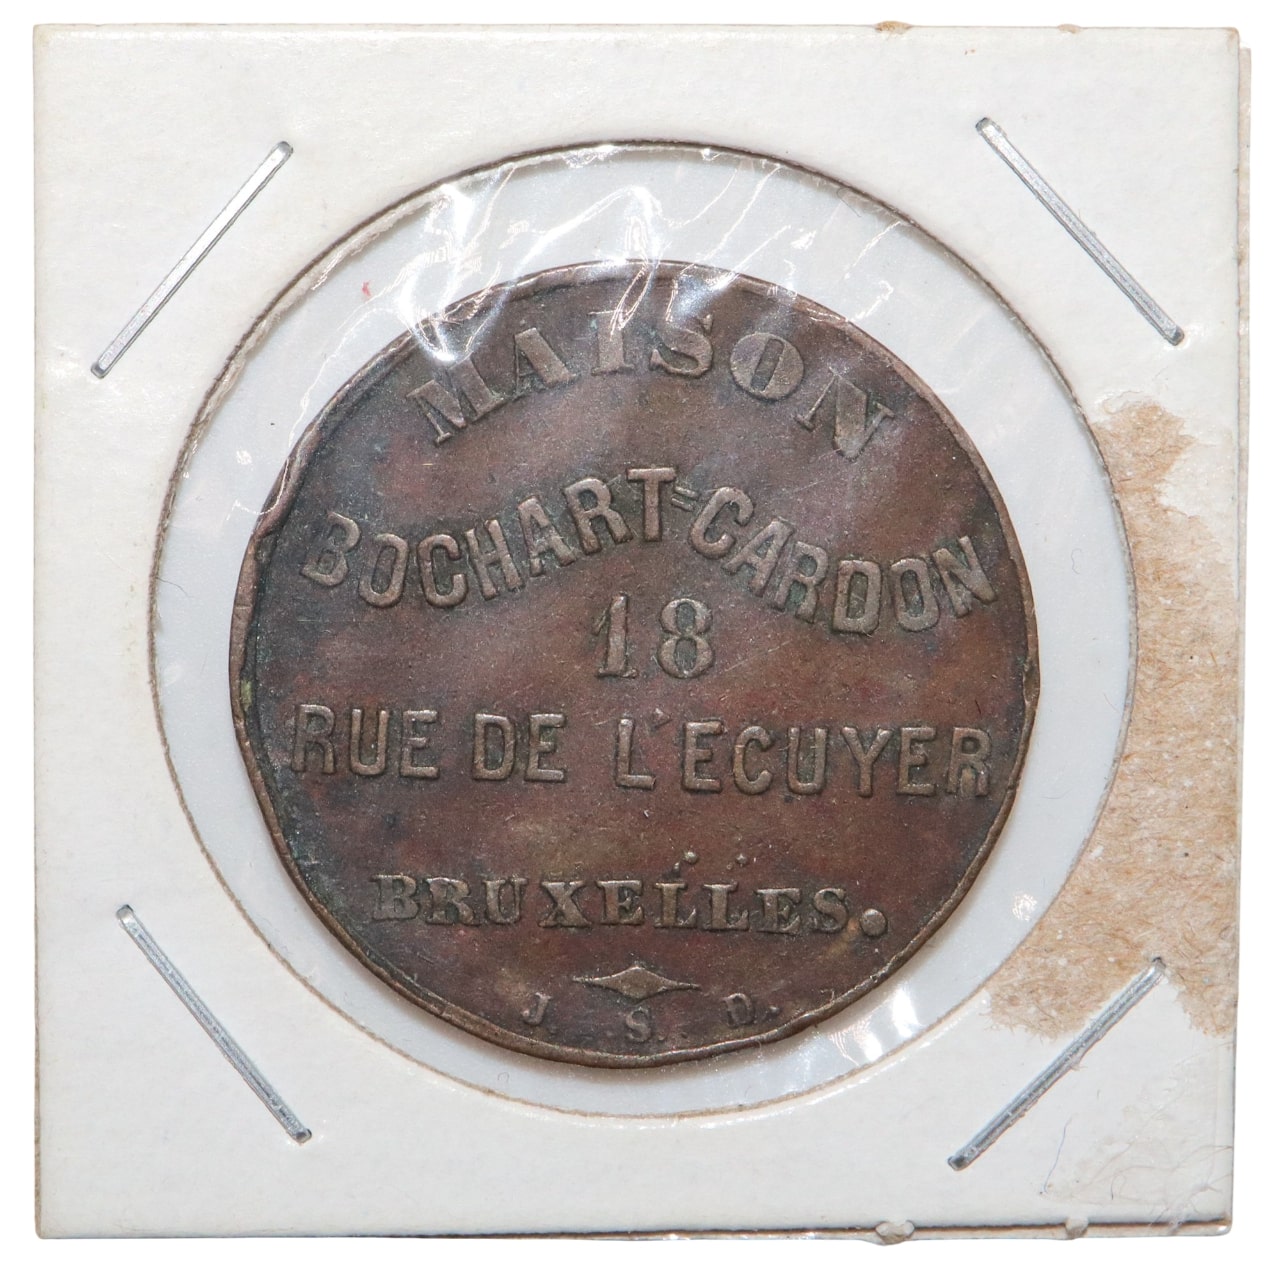 MAISON
BOCHART=CARDON
18
RUE DE L'ECUYER
BRUXELLES.
J. S. D.